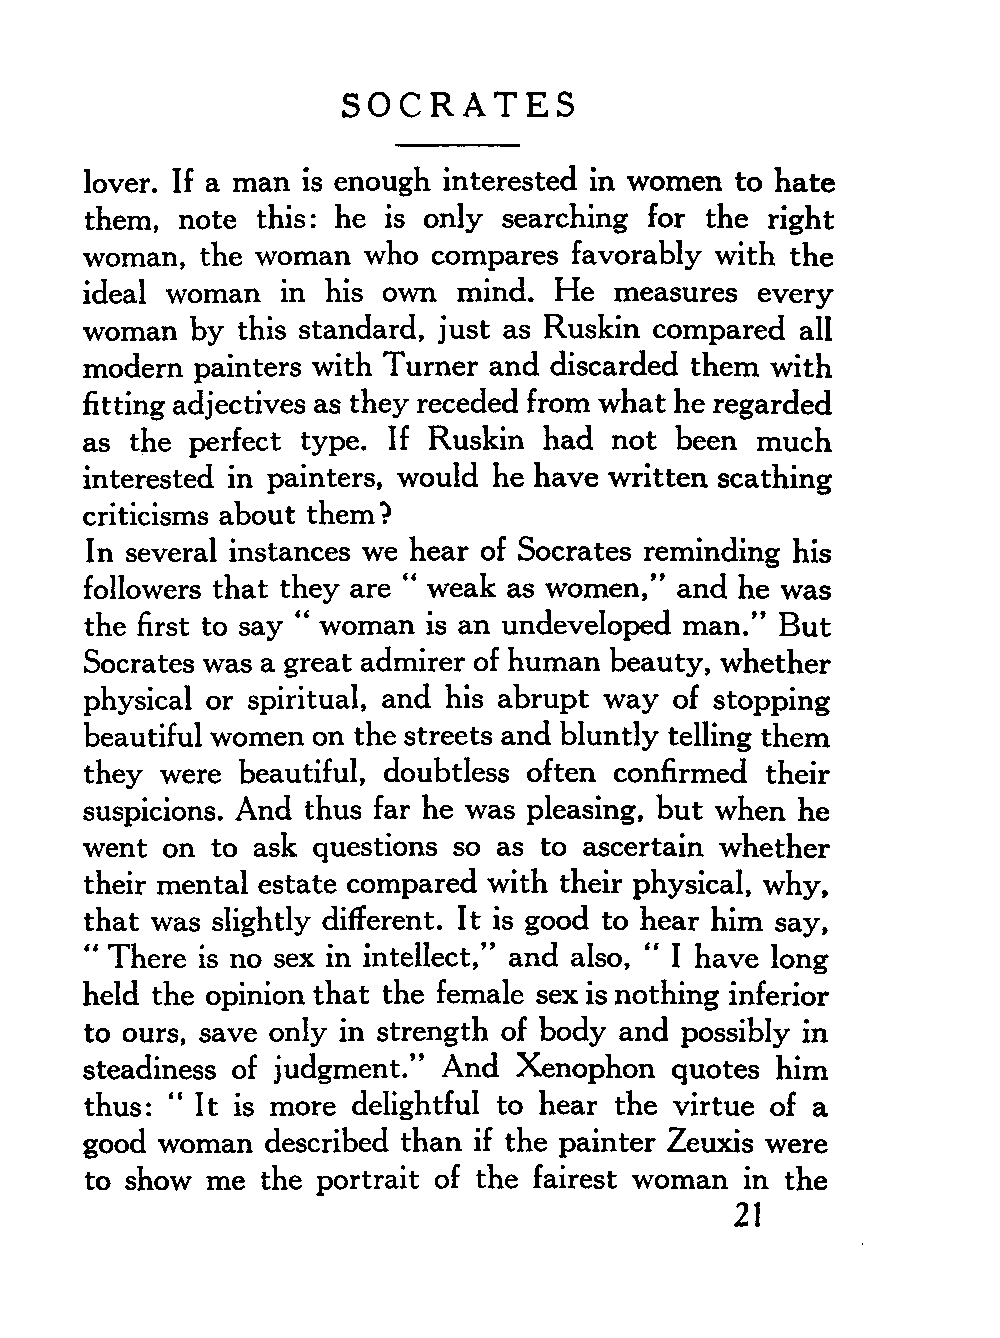 SOCRATES
lover. If a man is enough interested in women to hate
them, note this: he is only searching for the right
woman, the woman who compares favorably with the
ideal woman in his own mind. He measures every
woman by this standard, just as Ruskin compared all
modern painters with Turner and discarded them with
fitting adjectives as they receded from what he regarded
as the perfect type. If Ruskin had not been much
interested in painters, would he have written scathing
criticisms about them?
In several instances we hear of Socrates reminding his
followers that they are “ weak as women,” and he was
the first to say “ woman is an undeveloped man.” But
Socrates was a great admirer of human beauty, whether
physical or spiritual, and his abrupt way of stopping
beautiful women on the streets and bluntly telling them
they were beautiful, doubtless often confirmed their
suspicions. And thus far he was pleasing, but when he
went on to ask questions so as to ascertain whether
their mental estate compared with their physical, why,
that was slightly different. It is good to hear him say,
“ There is no sex in intellect,” and also, “ I have long
held the opinion that the female sex is nothing inferior
to ours, save only in strength of body and possibly in
steadiness of judgment.” And Xenophon quotes him
thus: “ It is more delightful to hear the virtue of a
good woman described than if the painter Zeuxis were
to show me the portrait of the fairest woman in the
21